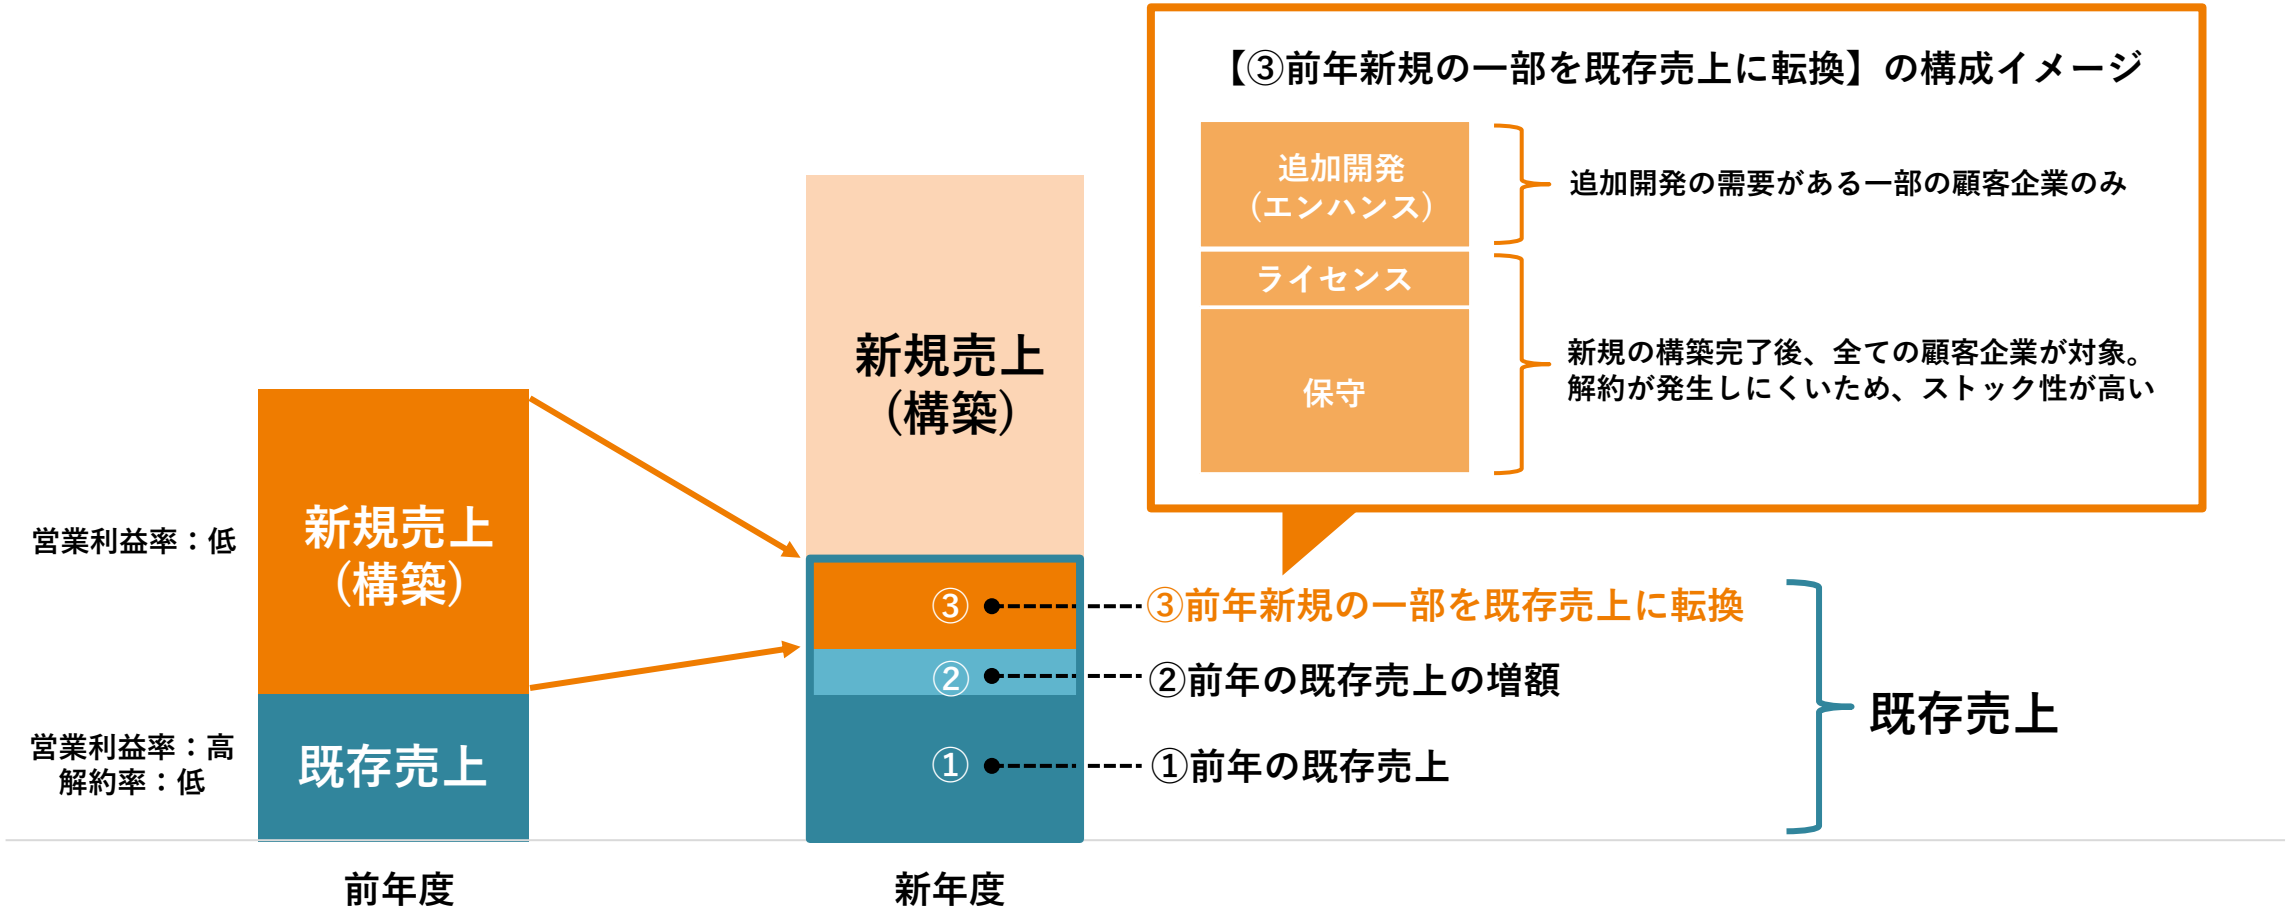 【③前年新規の一部を既存売上に転換】の構成イメージ
追加開発
（エンハンス）
追加開発の需要がある一部の顧客企業のみ
ライセンス
保守
新規の構築完了後、全ての顧客企業が対象。
解約が発生しにくいため、ストック性が高い
新規売上
(構築)
営業利益率：低
新規売上
(構築)
営業利益率：高
解約率：低
既存売上
③
③前年新規の一部を既存売上に転換
②
②前年の既存売上の増額
①
①前年の既存売上
既存売上
前年度
新年度